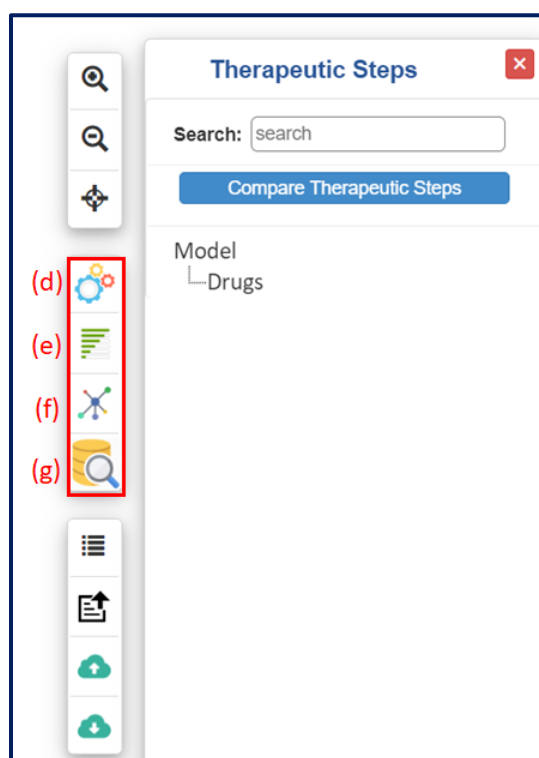 Therapeutic Steps
Search: search
Compare Therapeutic Steps
Model
Drugs
(d)
(e)
(f)
(g)